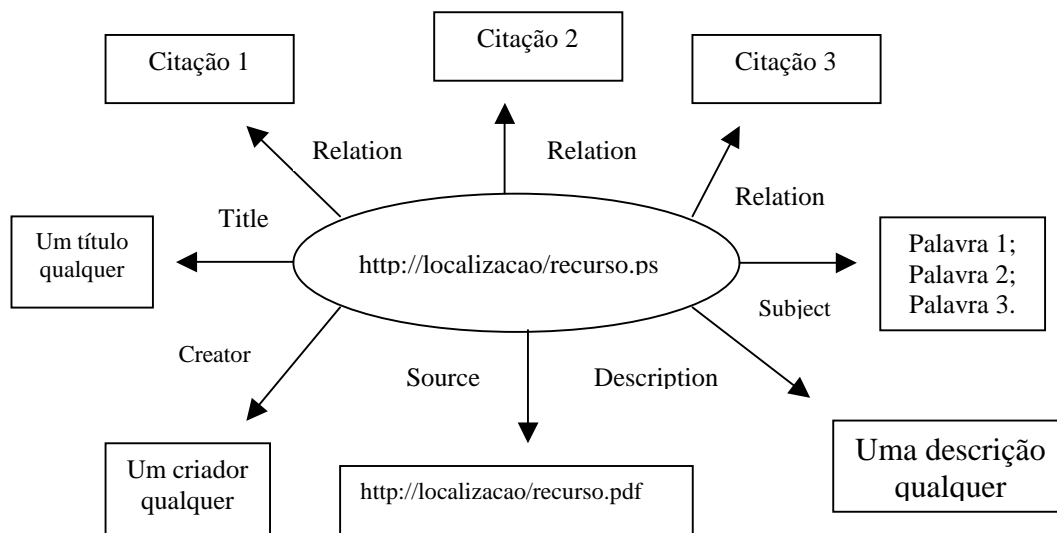 Citação 1
Citação 2
Citação 3
Relation
Relation
Relation
Title
Um título
qualquer
http://localizacao/recurso.ps
Palavra 1;
Palavra 2;
Palavra 3.
Subject
Creator
Source
Description
Um criador
qualquer
http://localizacao/recurso.pdf
Uma descrição
qualquer